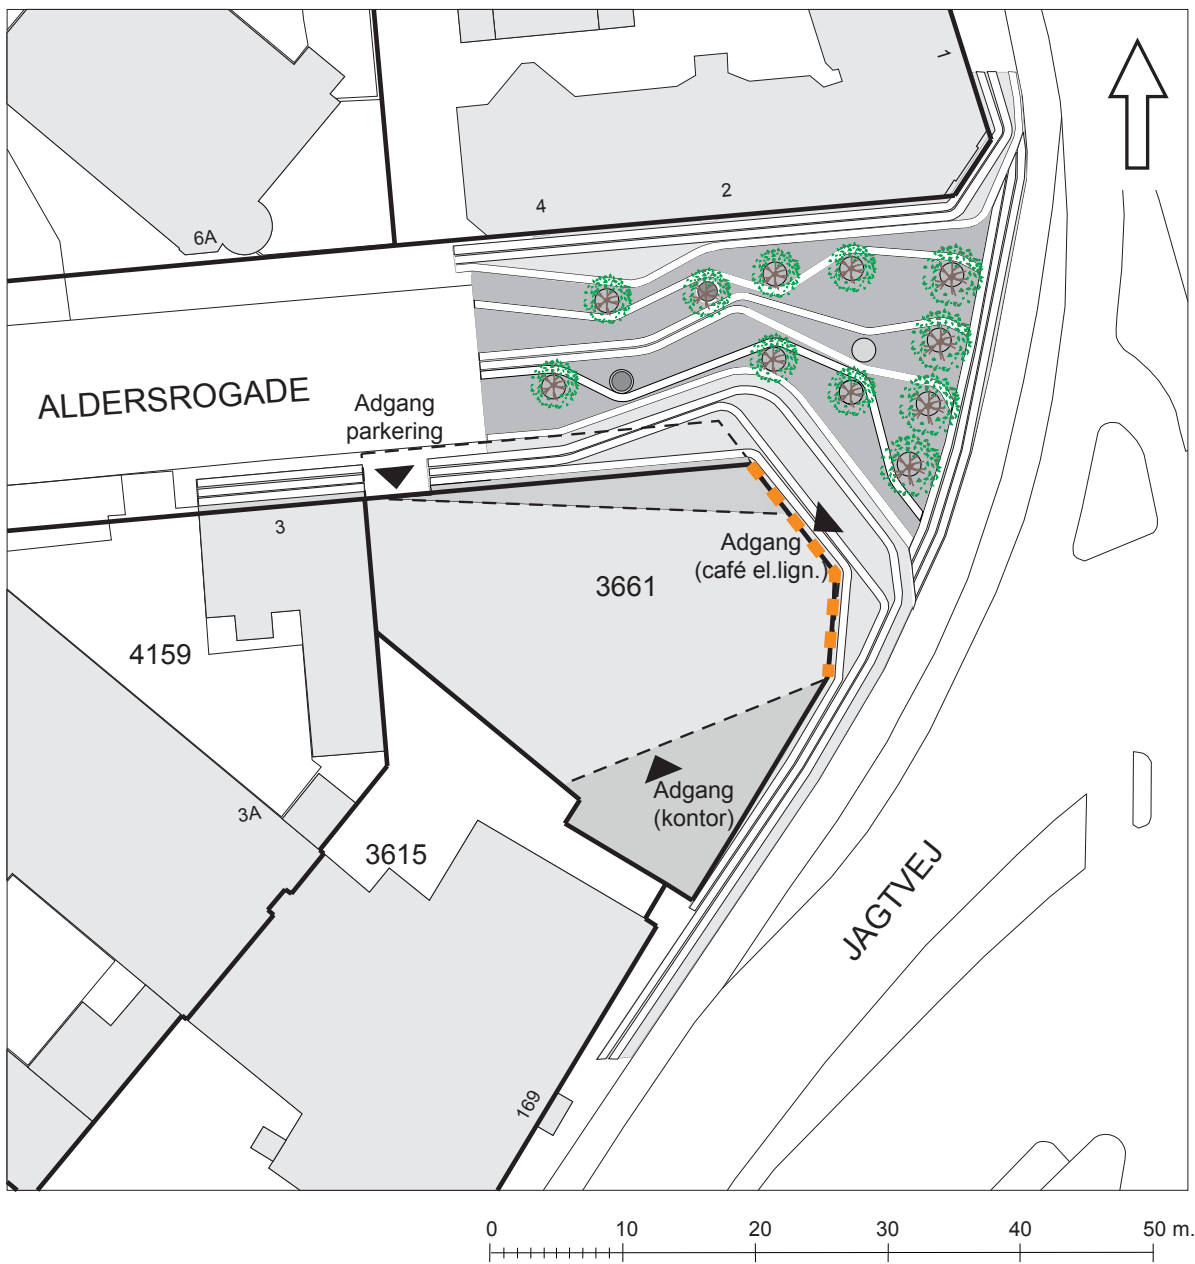 1
2
4
6A
ALDERSROGADE
Adgang
parkering
3
Adgang
(café el.lign.)
3661
4159
Adgang
(kontor)
3A
3615
JAGTVEJ
169
0 10 20 30 40 50 m.